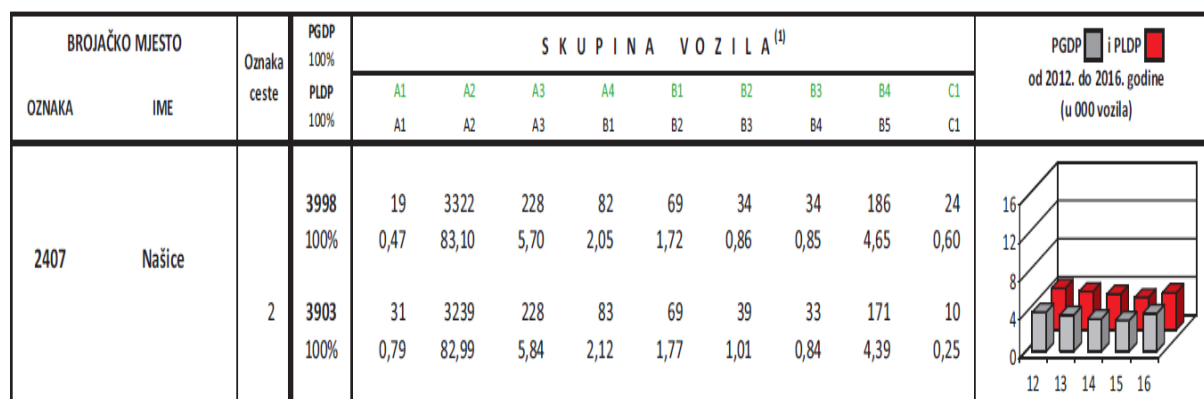 BROJAČKO MJESTO
OZNAKA IME
Oznaka
ceste
PGDP
100%
PLDP
100%
SKUPINA VOZILA(1)
A1 A2 A3 A4 B1 B2 B3 B4 C1
A1 A2 A3 B1 B2 B3 B4 B5 C1
PGDP i PLDP
od 2012. do 2016. godine
(u 000 vozila)
2407 Našice
2
3998 19 3322 228 82 69 34 34 186 24
100% 0,47 83,10 5,70 2,05 1,72 0,86 0,85 4,65 0,60
3903 31 3239 228 83 69 39 33 171 10
100% 0,79 82,99 5,84 2,12 1,77 1,01 0,84 4,39 0,25
16
12
8
4
0
12 13 14 15 16